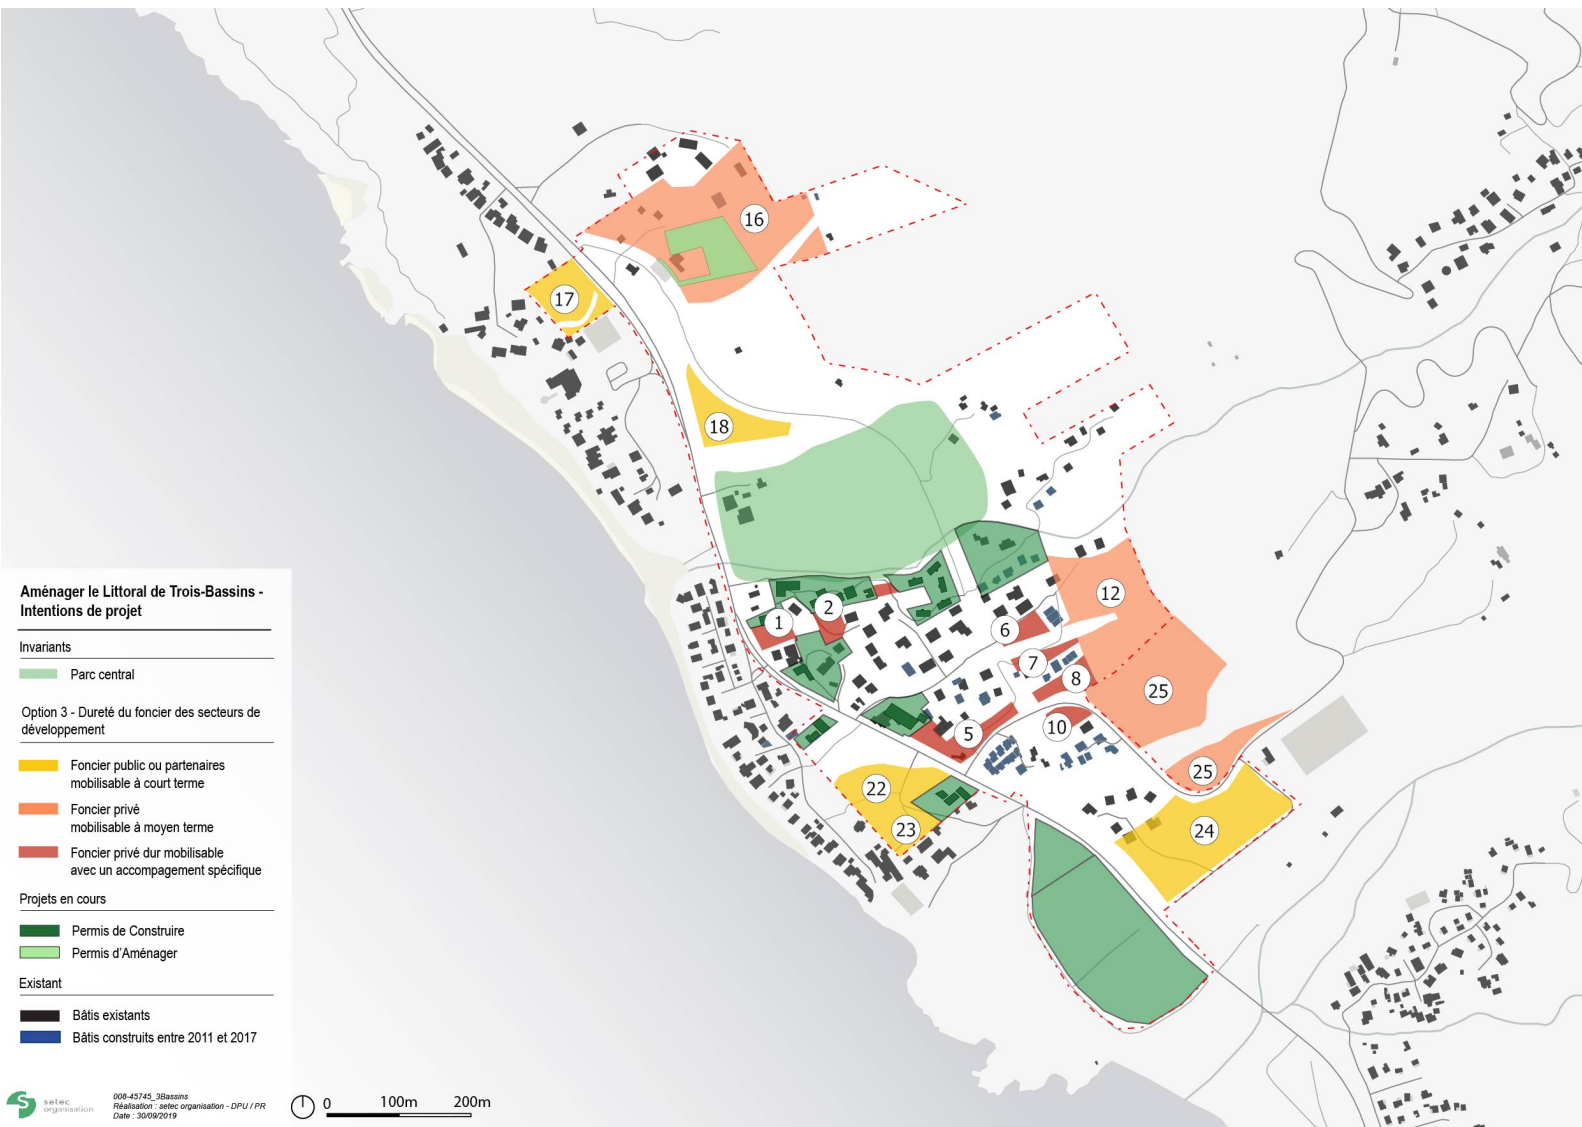 16
17
18
12
1
2
6
7
8
25
5
10
25
22
23
24
Aménager le Littoral de Trois-Bassins -
Intentions de projet
Invariants
Parc central
Option 3 - Dureté du foncier des secteurs de
développement
Foncier public ou partenaires
mobilisable à court terme
Foncier privé
mobilisable à moyen terme
Foncier privé dur mobilisable
avec un accompagement spécifique
Projets en cours
Permis de Construire
Permis d'Aménager
Existant
Bâtis existants
Bâtis construits entre 2011 et 2017
setec
organisation
008-45745_3Bassins
Réalisation : setec organisation - DPU / PR
Date : 30/09/2019
0 100m 200m